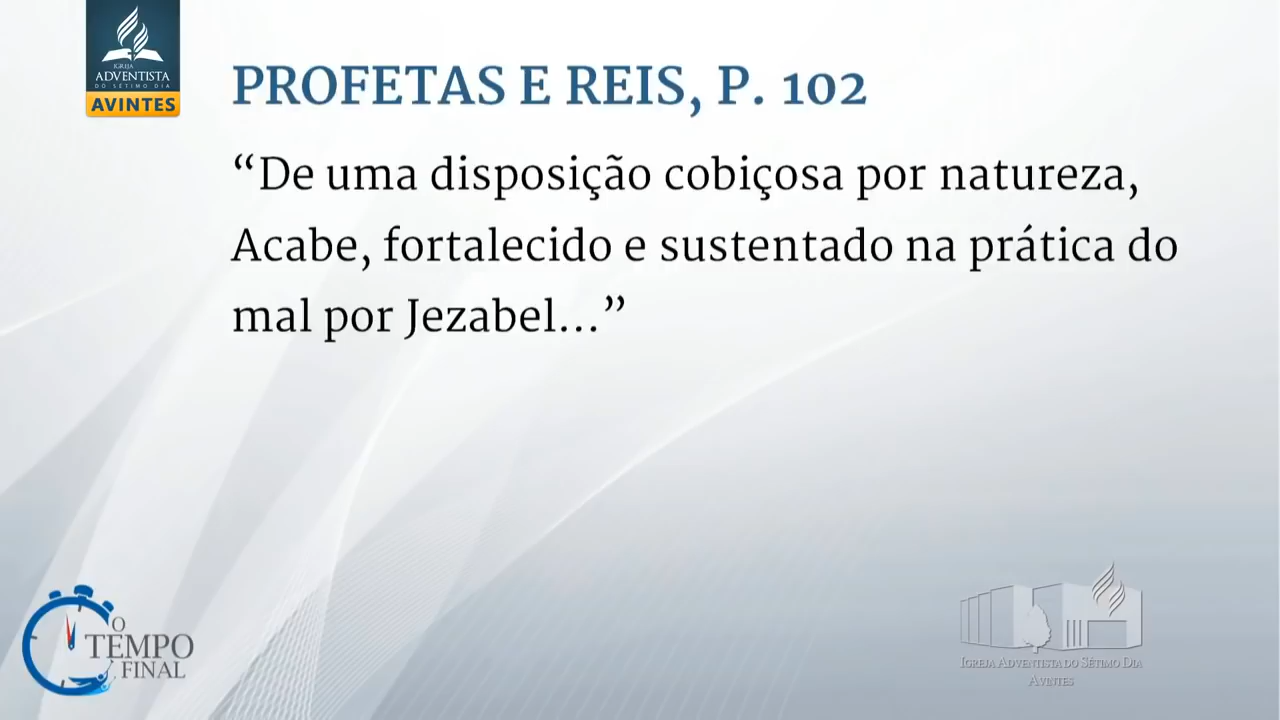 IGREJA
ADVENTISTA
DO SÉTIMO DIA
AVINTES
PROFETAS E REIS, P. 102
“De uma disposição cobiçosa por natureza,
Acabe, fortalecido e sustentado na prática do
mal por Jezabel...”
O
TEMPO
FINAL
IGREJA ADVENTISTA DO SÉTIMO DIA
AVINTES